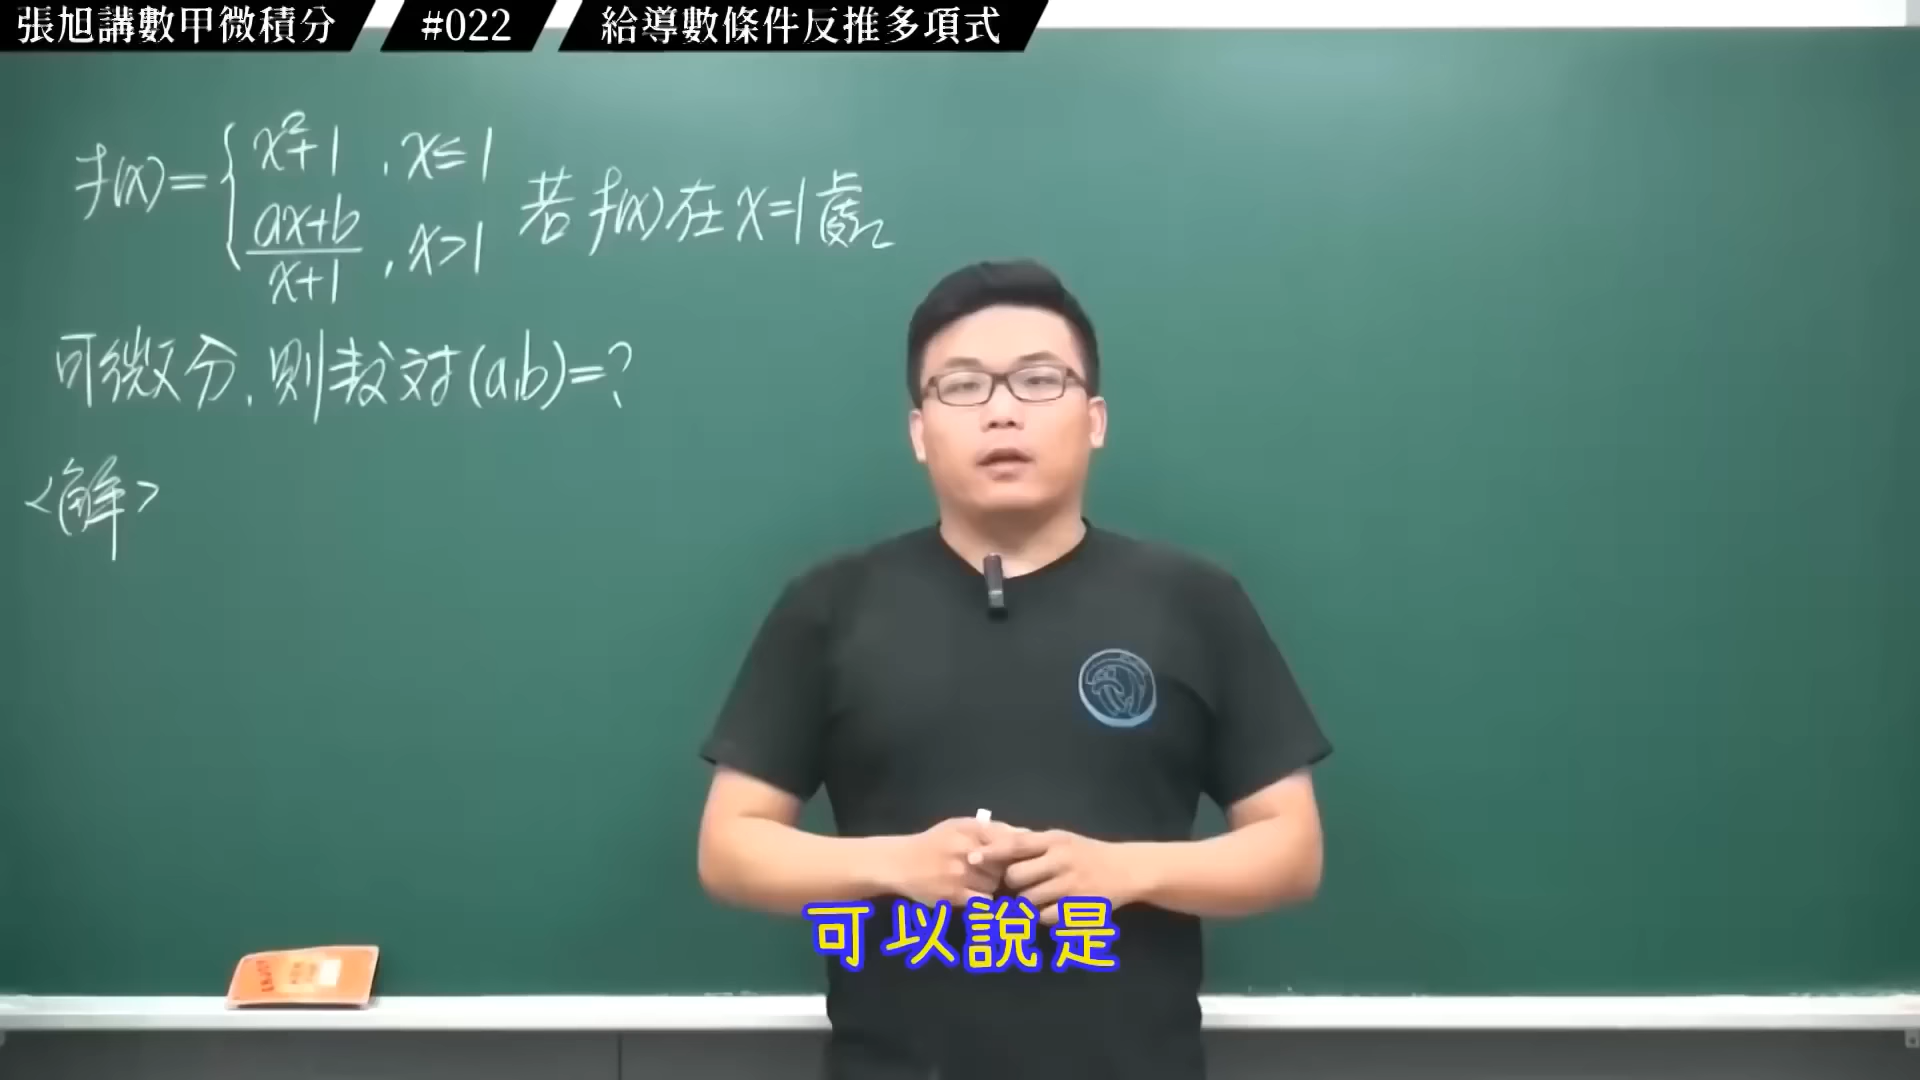 張旭講數甲微積分 #022 給導數條件反推多項式
f(x)= { x²+1 , x≤1
(ax+b)/(x+1) , x>1 若 f(x) 在 x=1 處
可微分, 則數對(a,b)=?
<解>
可以說是